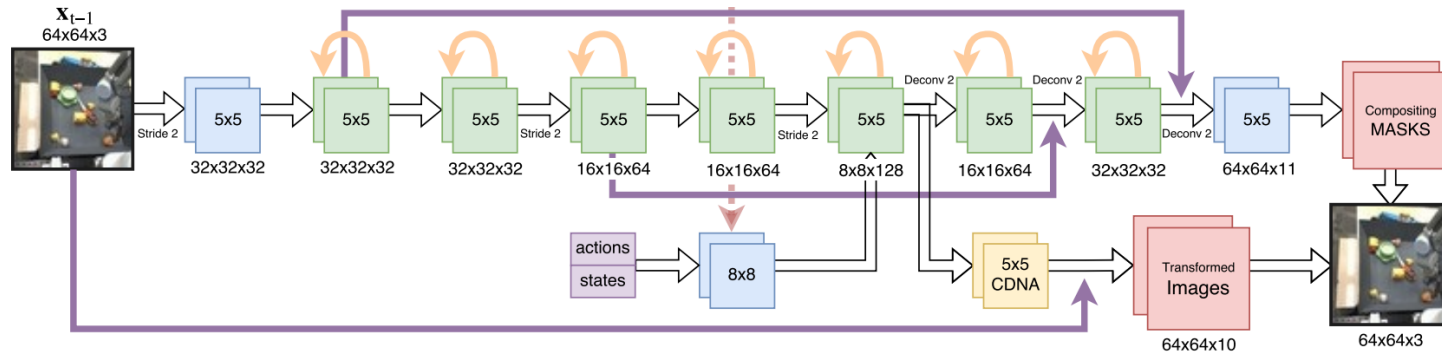 x_{t-1}
64x64x3
Stride 2
5x5
32x32x32
5x5
32x32x32
5x5
32x32x32
Stride 2
5x5
16x16x64
5x5
16x16x64
Stride 2
5x5
8x8x128
Deconv 2
5x5
16x16x64
Deconv 2
5x5
32x32x32
Deconv 2
5x5
64x64x11
Compositing
MASKS
actions
states
8x8
5x5
CDNA
Transformed
Images
64x64x10
64x64x3